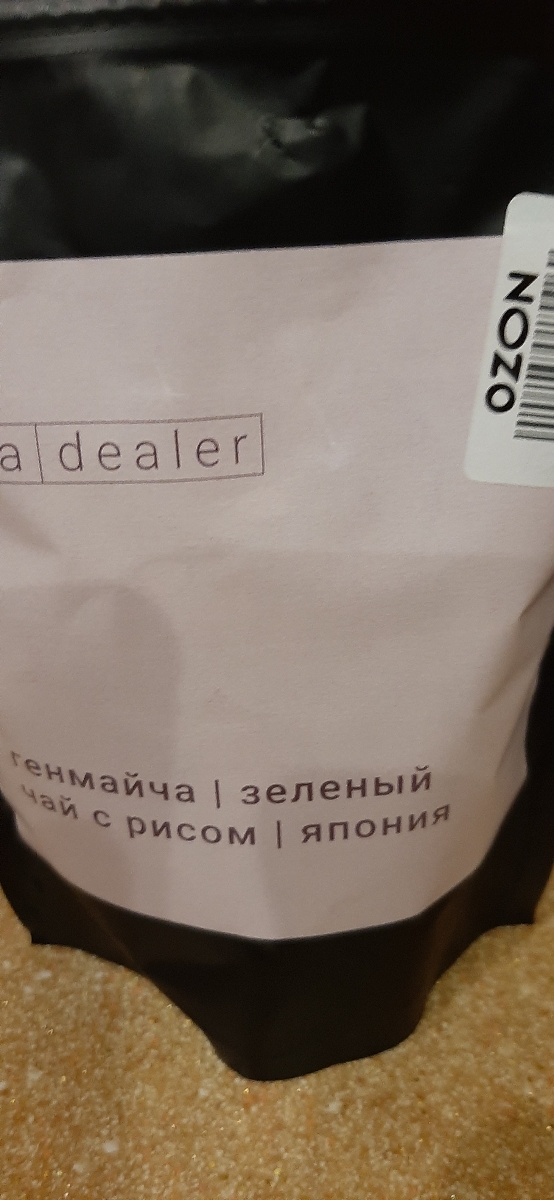 OZON
a dealer
генмайча | зеленый
чай с рисом | япония